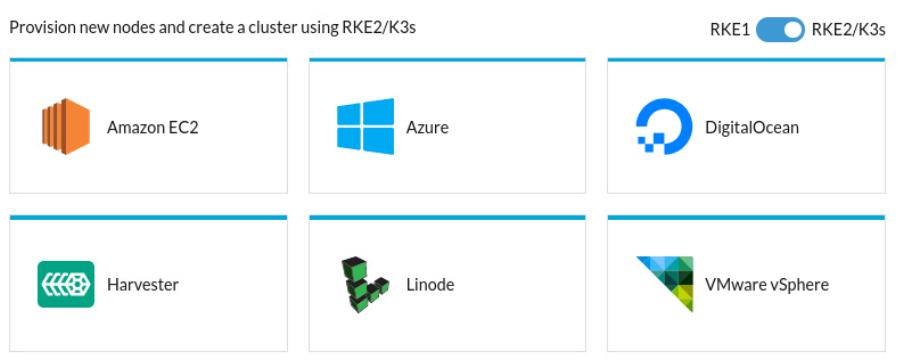 Provision new nodes and create a cluster using RKE2/K3s
RKE1 RKE2/K3s
Amazon EC2
Azure
DigitalOcean
Harvester
Linode
VMware vSphere